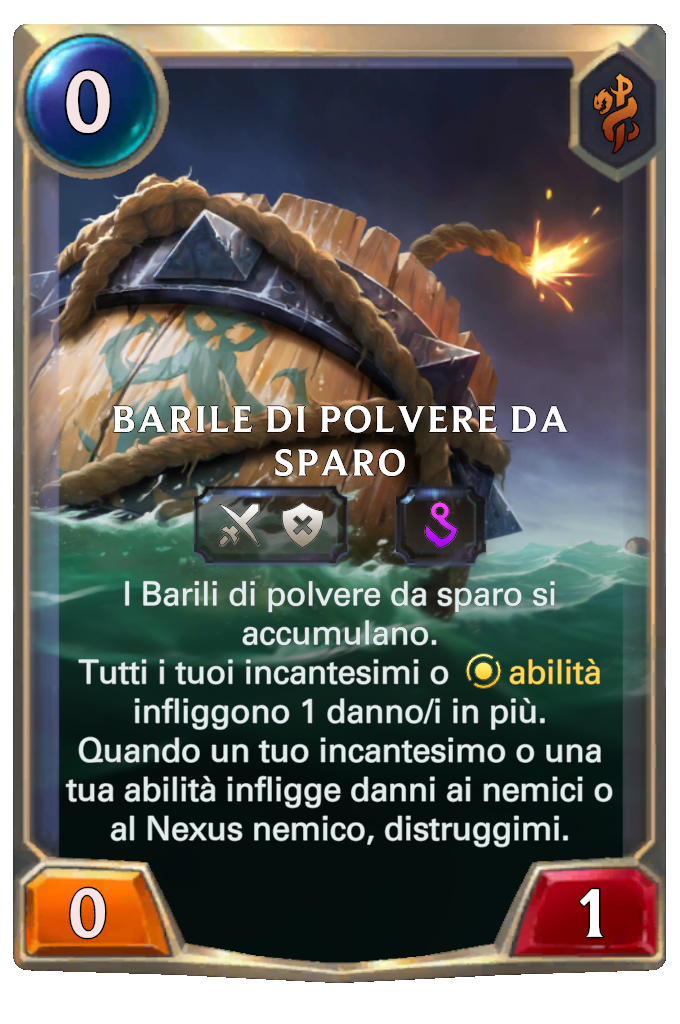 0
BARILE DI POLVERE DA
SPARO
I Barili di polvere da sparo si
accumulano.
Tutti i tuoi incantesimi o abilità
infliggono 1 danno/i in più.
Quando un tuo incantesimo o una
tua abilità infligge danni ai nemici o
al Nexus nemico, distruggimi.
0
1